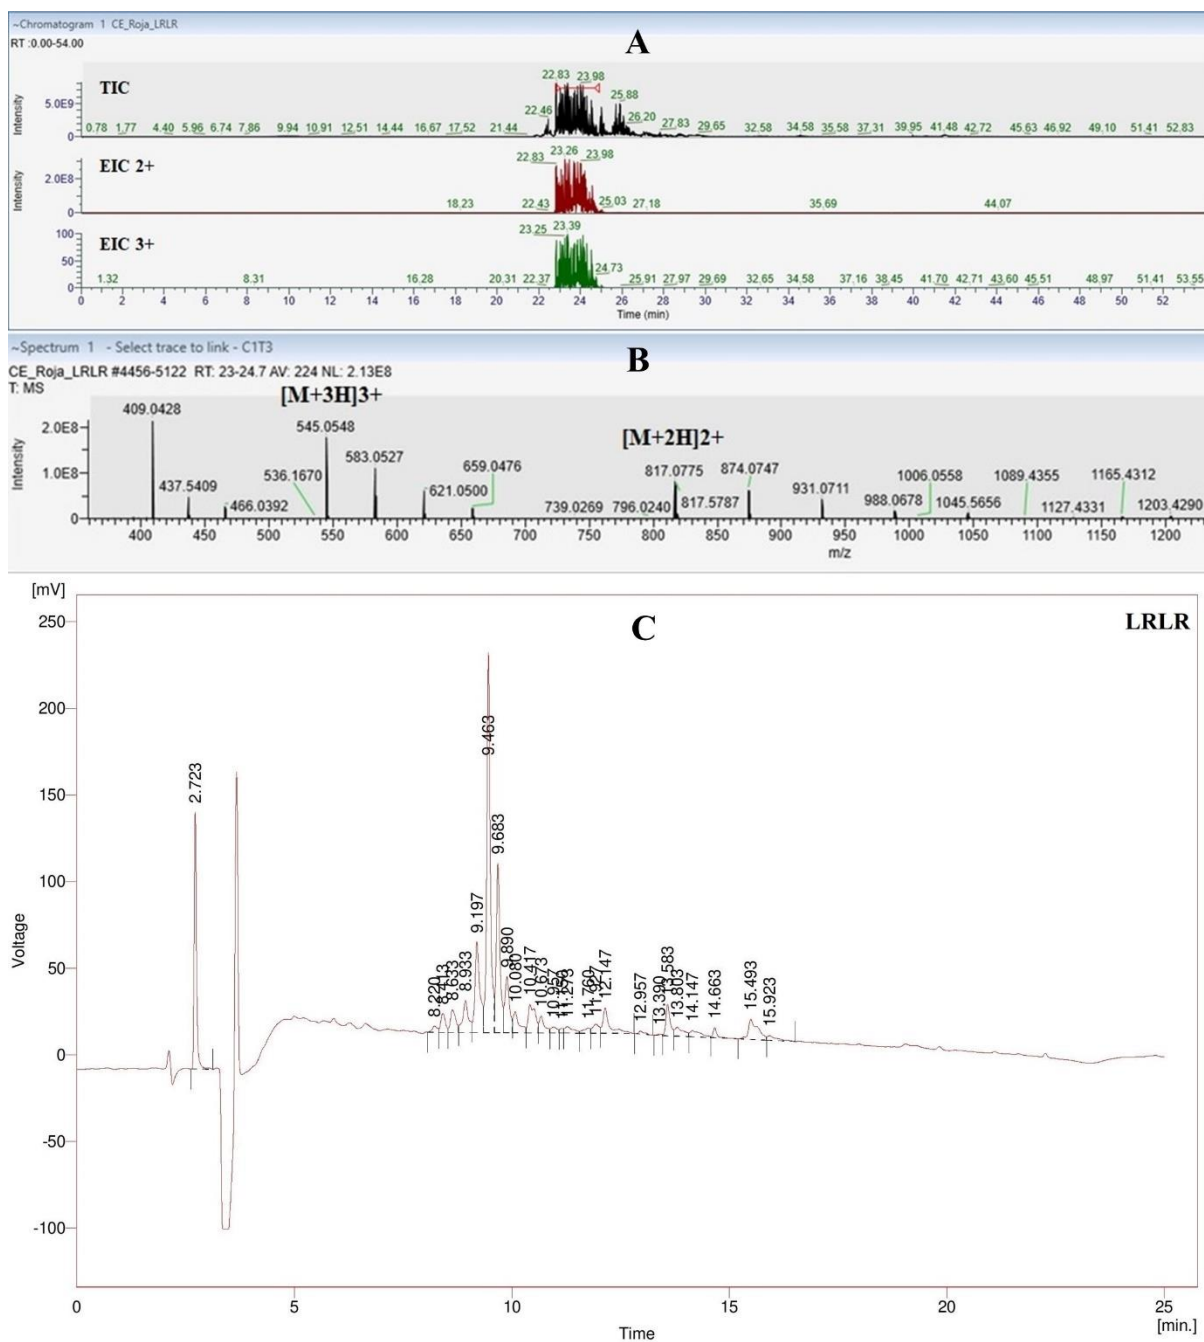 ~Chromatogram 1 CE_Roja_LRLR
RT :0.00-54.00
A
TIC
Intensity
5.0E9
0
0.78 1.77 4.40 5.96 6.74 7.86 9.94 10.91 12.51 14.44 16.67 17.52 21.44 22.46 22.83 23.98 25.88 26.20 27.83 29.65 32.58 34.58 35.58 37.31 39.95 41.48 42.72 45.63 46.92 49.10 51.41 52.83
EIC 2+
Intensity
2.0E8
0
18.23 22.43 22.83 23.26 23.98 25.03 27.18 35.69 44.07
EIC 3+
100
50
0
1.32 8.31 16.28 20.31 22.37 23.25 23.39 24.73 25.91 27.97 29.69 32.65 34.58 37.16 38.45 41.70 42.71 43.60 45.51 48.97 51.41 53.55
0 2 4 6 8 10 12 14 16 18 20 22 24 26 28 30 32 34 36 38 40 42 44 46 48 50 52
Time (min)
~Spectrum 1 - Select trace to link - C1T3
CE_Roja_LRLR #4456-5122 RT: 23-24.7 AV: 224 NL: 2.13E8
T: MS
B
[M+3H]3+
[M+2H]2+
Intensity
2.0E8
1.0E8
0
409.0428 437.5409 466.0392 536.1670 545.0548 583.0527 621.0500 659.0476 739.0269 796.0240 817.0775 817.5787 874.0747 931.0711 988.0678 1006.0558 1045.5656 1089.4355 1127.4331 1165.4312 1203.4290
400 450 500 550 600 650 700 750 800 850 900 950 1000 1050 1100 1150 1200
m/z
[mV]
C
LRLR
250
200
150
100
50
0
-50
-100
Voltage
2.723
8.220
8.413
8.633
8.933
9.197
9.463
9.683
9.890
10.080
10.417
10.673
10.957
11.273
11.760
11.927
12.147
12.957
13.390
13.583
13.803
14.147
14.663
15.493
15.923
0 5 10 15 20 25
Time
[min.]